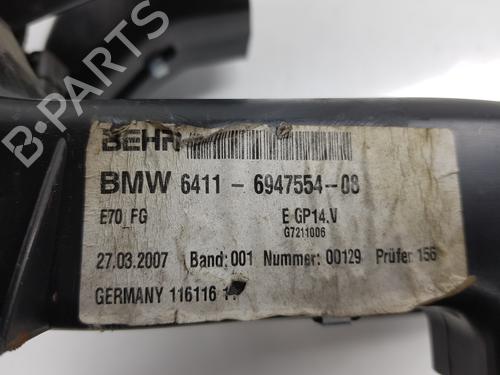 BEHR
BMW 6411 - 6947554-08
E70_FG E GP14.V
G7211006
27.03.2007 Band: 001 Nummer: 00129 Prüfer 156
GERMANY 116116
B-PARTS